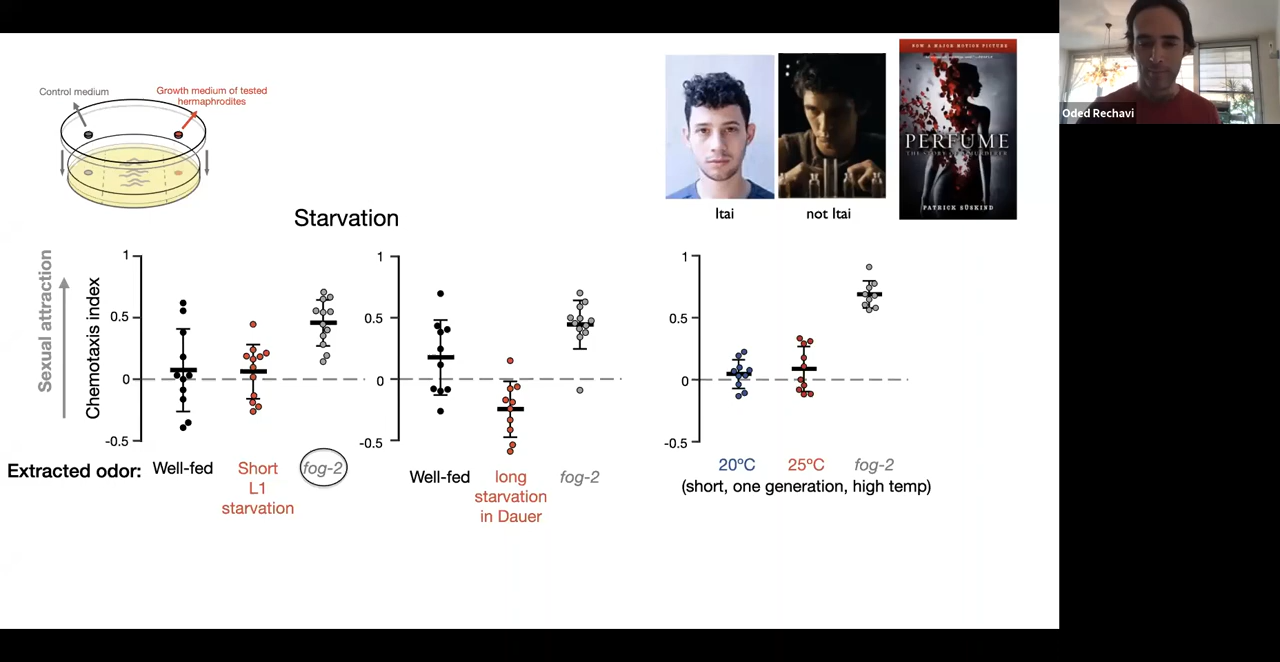 Control medium
Growth medium of tested
hermaphrodites
NOW A MAJOR MOTION PICTURE
PERFUME
THE STORY OF A MURDERER
PATRICK SÜSKIND
Oded Rechavi
Itai
not Itai
Starvation
Sexual attraction
Chemotaxis index
1
0.5
0
-0.5
1
0.5
0
-0.5
1
0.5
0
-0.5
Extracted odor:
Well-fed
Short
L1
starvation
fog-2
Well-fed
long
starvation
in Dauer
fog-2
20°C
25°C
fog-2
(short, one generation, high temp)